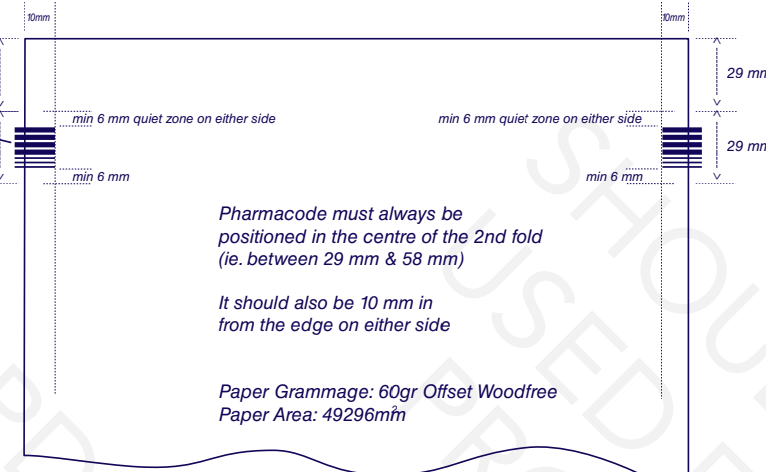 10mm
10mm
29 mm
min 6 mm quiet zone on either side
min 6 mm quiet zone on either side
29 mm
min 6 mm
min 6 mm
Pharmacode must always be
positioned in the centre of the 2nd fold
(ie. between 29 mm & 58 mm)
It should also be 10 mm in
from the edge on either side
Paper Grammage: 60gr Offset Woodfree
Paper Area: 49296mm²